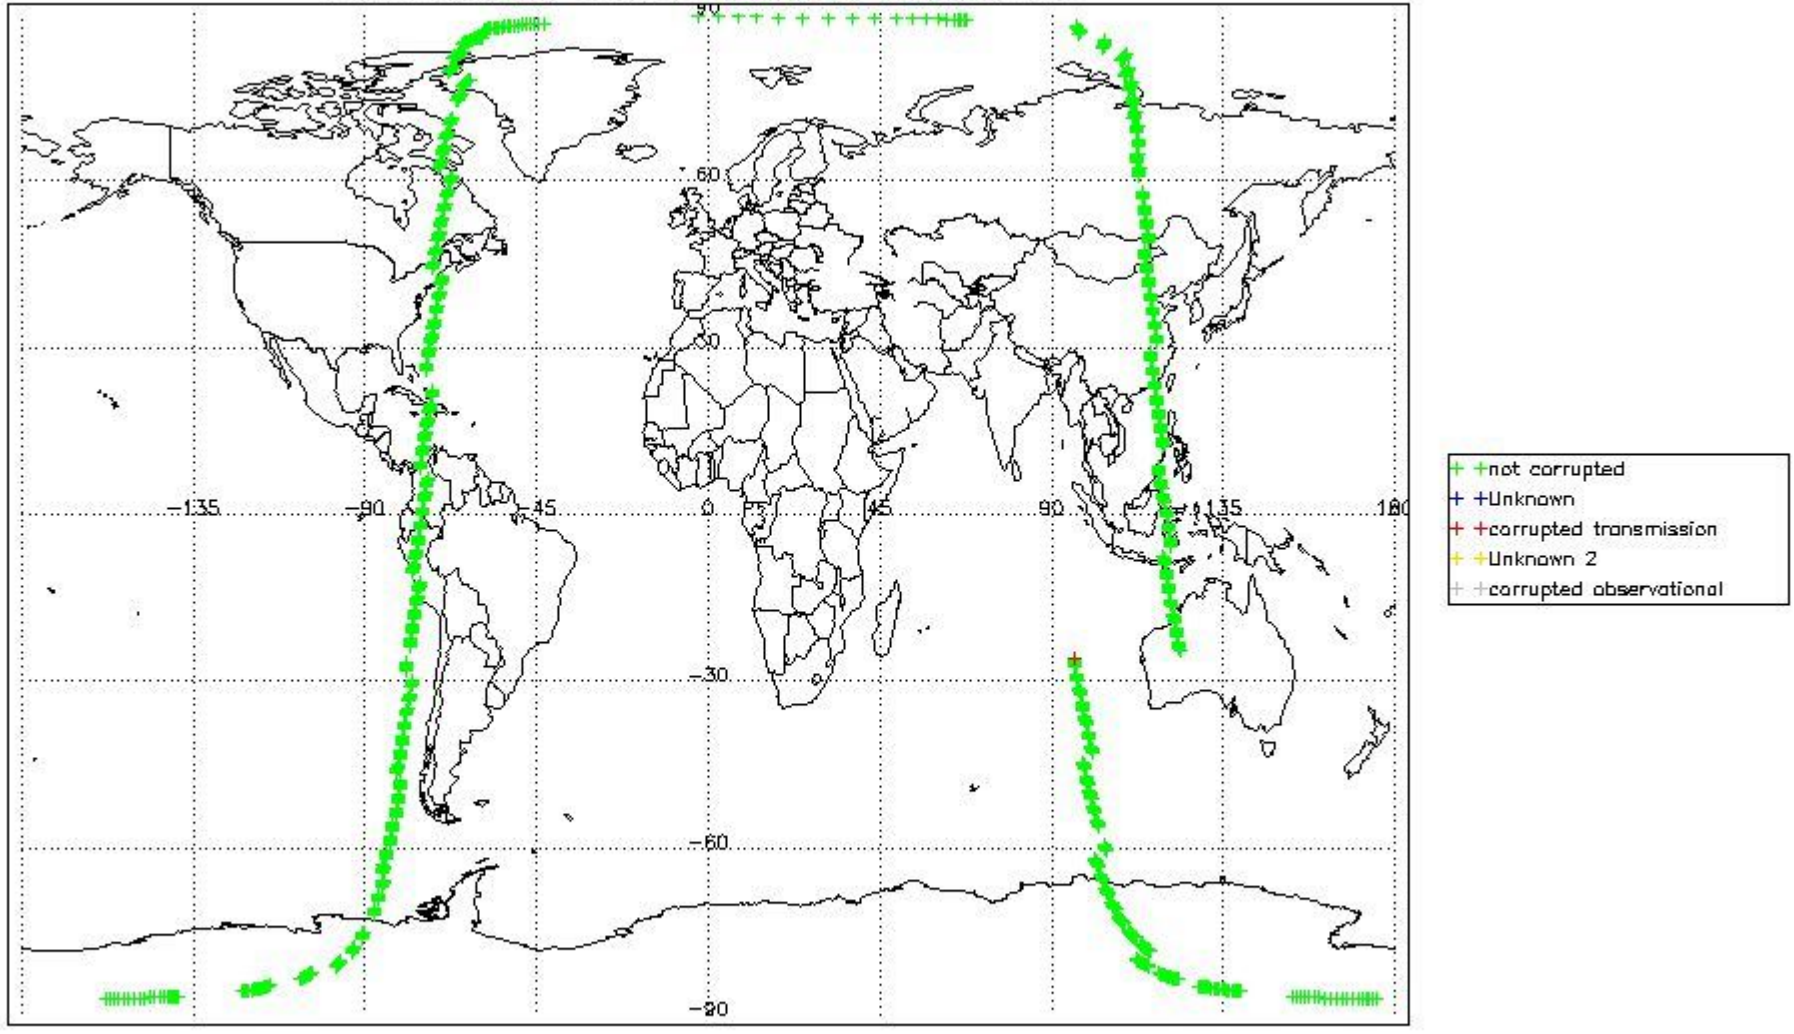 90
60
30
-135 -90 -45 0 45 90 135 180
-30
-60
-90
not corrupted
Unknown
corrupted transmission
Unknown 2
corrupted observational